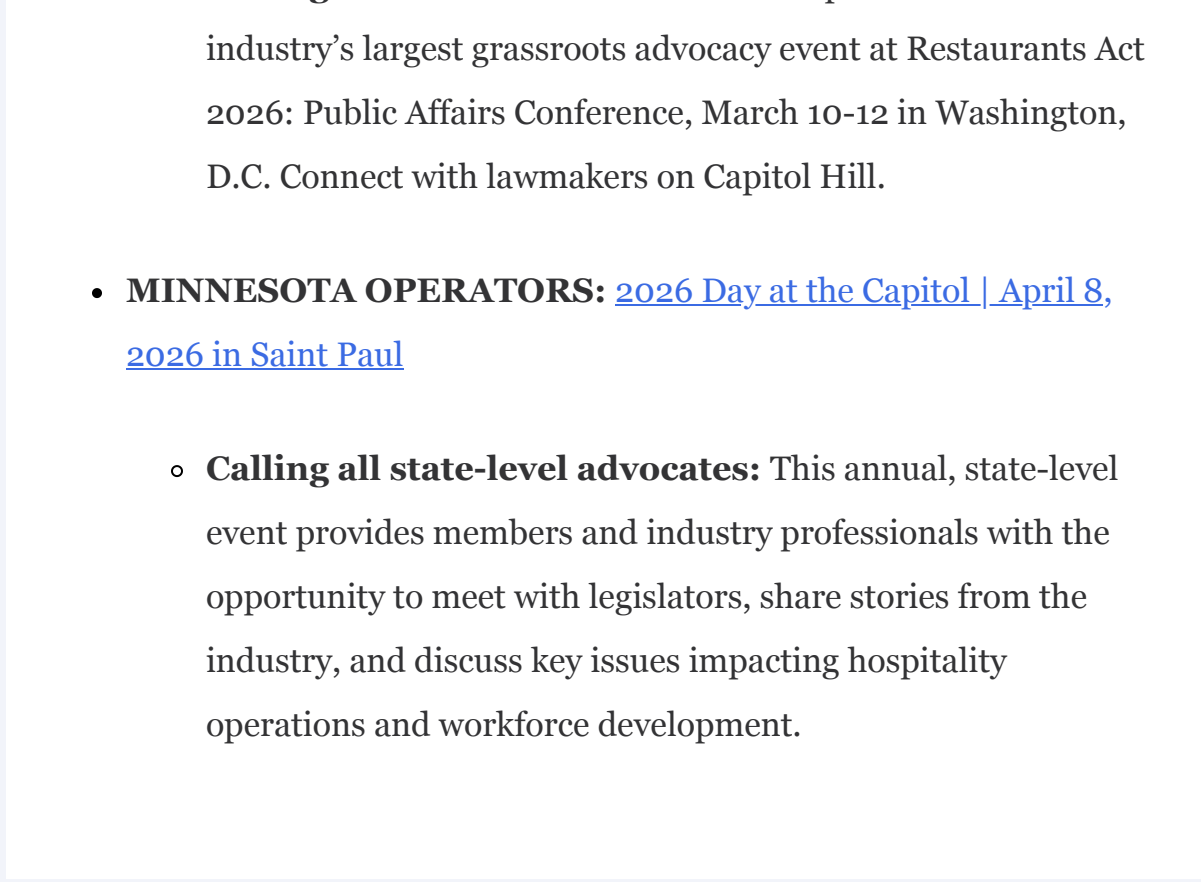 industry’s largest grassroots advocacy event at Restaurants Act
2026: Public Affairs Conference, March 10-12 in Washington,
D.C. Connect with lawmakers on Capitol Hill.
MINNESOTA OPERATORS: 2026 Day at the Capitol | April 8,
2026 in Saint Paul
Calling all state-level advocates: This annual, state-level
event provides members and industry professionals with the
opportunity to meet with legislators, share stories from the
industry, and discuss key issues impacting hospitality
operations and workforce development.